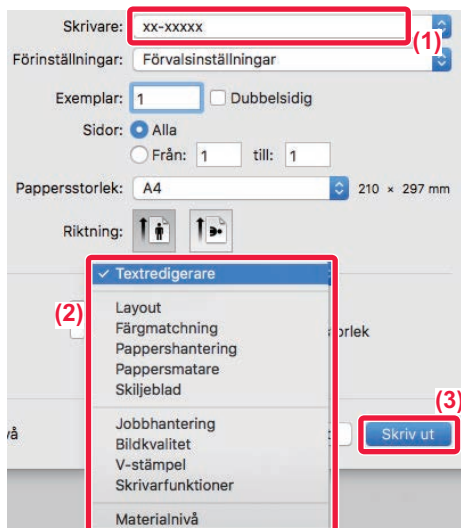 Skrivare: xx-xxxxx
(1)
Förinställningar: Förvalsinställningar
Exemplar: 1 Dubbelsidig
Sidor: Alla
Från: 1 till: 1
Pappersstorlek: A4 210 × 297 mm
Riktning:
✓ Textredigerare
(2)
Layout
Färgmatchning
Pappershantering
Pappersmatare
Skiljeblad
Jobbhantering
Bildkvalitet
V-stämpel
Skrivarfunktioner
Materialnivå
orlek
(3)
vå
Skriv ut